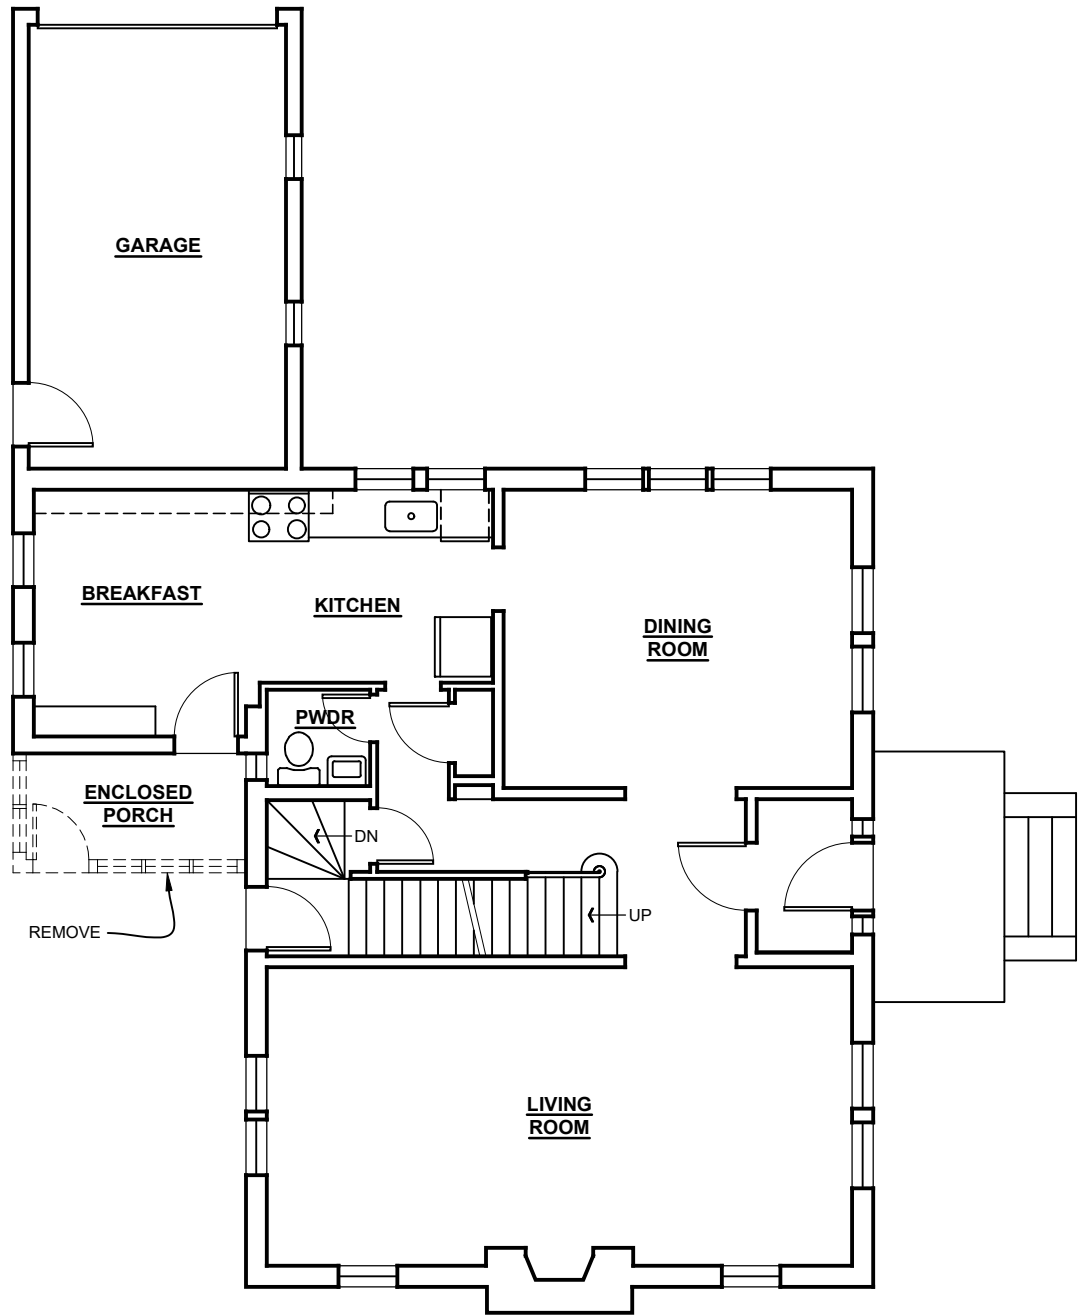 GARAGE
BREAKFAST
KITCHEN
DINING
ROOM
PWDR
ENCLOSED
PORCH
DN
UP
REMOVE
LIVING
ROOM